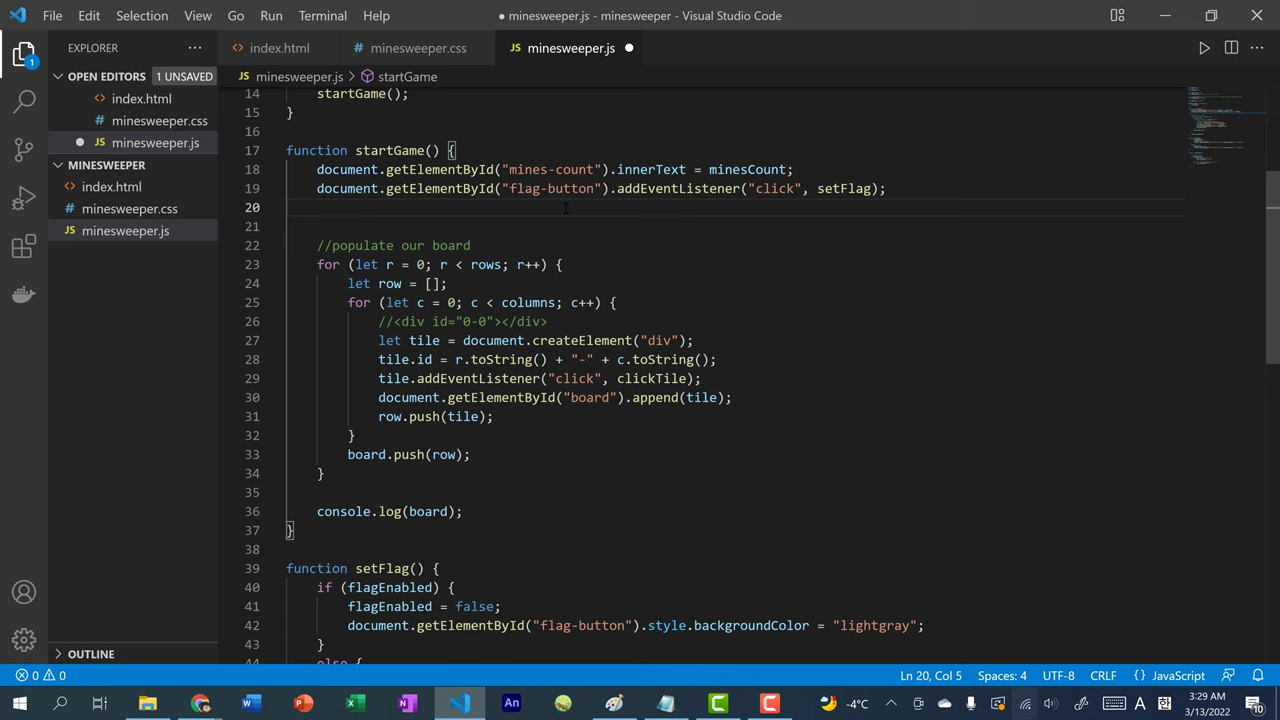 File Edit Selection View Go Run Terminal Help ● minesweeper.js - minesweeper - Visual Studio Code
EXPLORER ··· index.html minesweeper.css JS minesweeper.js
OPEN EDITORS 1 UNSAVED
JS minesweeper.js > startGame
index.html
minesweeper.css
JS minesweeper.js
MINESWEEPER
index.html
minesweeper.css
JS minesweeper.js
14 startGame();
15 }
16
17 function startGame() {
18 document.getElementById("mines-count").innerText = minesCount;
19 document.getElementById("flag-button").addEventListener("click", setFlag);
20
21
22 //populate our board
23 for (let r = 0; r < rows; r++) {
24 let row = [];
25 for (let c = 0; c < columns; c++) {
26 //<div id="0-0"></div>
27 let tile = document.createElement("div");
28 tile.id = r.toString() + "-" + c.toString();
29 tile.addEventListener("click", clickTile);
30 document.getElementById("board").append(tile);
31 row.push(tile);
32 }
33 board.push(row);
34 }
35
36 console.log(board);
37 }
38
39 function setFlag() {
40 if (flagEnabled) {
41 flagEnabled = false;
42 document.getElementById("flag-button").style.backgroundColor = "lightgray";
43 }
44 else {
OUTLINE
1
0 0 Ln 20, Col 5 Spaces: 4 UTF-8 CRLF {} JavaScript
-4°C 3:29 AM
3/13/2022 10